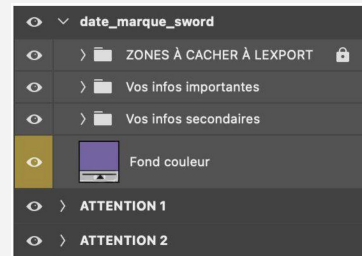 date_marque_sword
ZONES À CACHER À LEXPORT
Vos infos importantes
Vos infos secondaires
Fond couleur
ATTENTION 1
ATTENTION 2